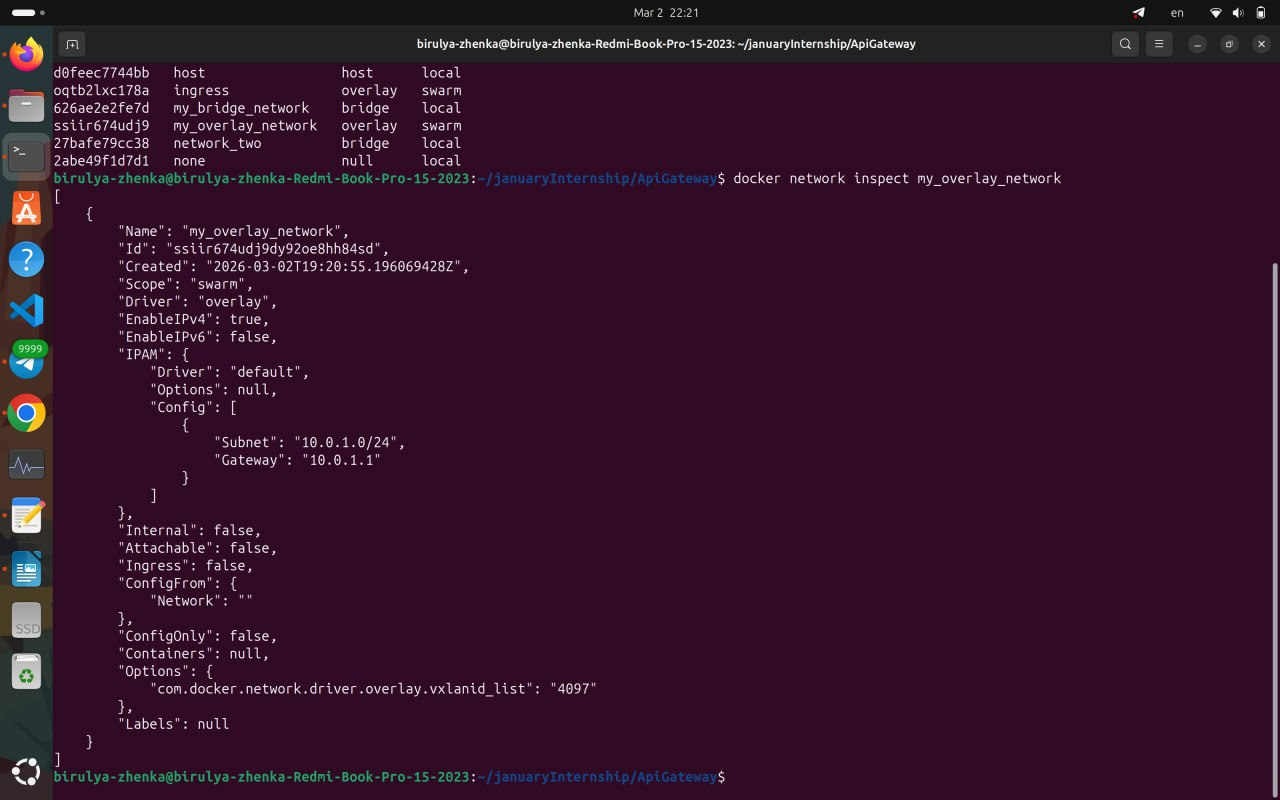 Mar 2 22:21
en
birulya-zhenka@birulya-zhenka-Redmi-Book-Pro-15-2023: ~/januaryInternship/ApiGateway
d0feec7744bb   host                 host      local
oqtb2lxc178a   ingress              overlay   swarm
626ae2e2fe7d   my_bridge_network    bridge    local
ssiir674udj9   my_overlay_network   overlay   swarm
27bafe79cc38   network_two          bridge    local
2abe49f1d7d1   none                 null      local
birulya-zhenka@birulya-zhenka-Redmi-Book-Pro-15-2023:~/januaryInternship/ApiGateway$ docker network inspect my_overlay_network
[
    {
        "Name": "my_overlay_network",
        "Id": "ssiir674udj9dy92oe8hh84sd",
        "Created": "2026-03-02T19:20:55.196069428Z",
        "Scope": "swarm",
        "Driver": "overlay",
        "EnableIPv4": true,
        "EnableIPv6": false,
        "IPAM": {
            "Driver": "default",
            "Options": null,
            "Config": [
                {
                    "Subnet": "10.0.1.0/24",
                    "Gateway": "10.0.1.1"
                }
            ]
        },
        "Internal": false,
        "Attachable": false,
        "Ingress": false,
        "ConfigFrom": {
            "Network": ""
        },
        "ConfigOnly": false,
        "Containers": null,
        "Options": {
            "com.docker.network.driver.overlay.vxlanid_list": "4097"
        },
        "Labels": null
    }
]
birulya-zhenka@birulya-zhenka-Redmi-Book-Pro-15-2023:~/januaryInternship/ApiGateway$
9999
SSD